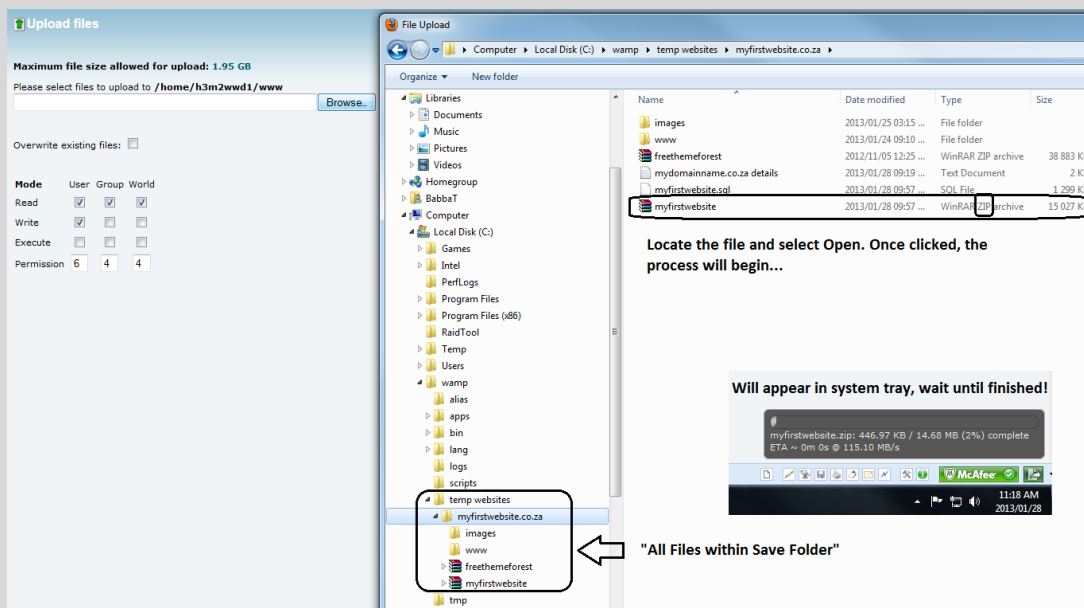 Upload files
Maximum file size allowed for upload: 1.95 GB
Please select files to upload to /home/h3m2wwd1/www
Browse..
Overwrite existing files:
Mode User Group World
Read
Write
Execute
Permission 6 4 4
File Upload
Computer Local Disk (C:) wamp temp websites myfirstwebsite.co.za
Organize New folder
Libraries
Documents
Music
Pictures
Videos
Homegroup
BabbaT
Computer
Local Disk (C:)
Games
Intel
PerfLogs
Program Files
Program Files (x86)
RaidTool
Temp
Users
wamp
alias
apps
bin
lang
logs
scripts
temp websites
myfirstwebsite.co.za
images
www
freethemeforest
myfirstwebsite
tmp
Name Date modified Type Size
images 2013/01/25 03:15 ... File folder
www 2013/01/24 09:10 ... File folder
freethemeforest 2012/11/05 12:25 ... WinRAR ZIP archive 38 883 K
mydomainname.co.za details 2013/01/28 09:19 ... Text Document 2 K
myfirstwebsite.sql 2013/01/28 09:57 ... SQL File 1 299 K
myfirstwebsite 2013/01/28 09:57 ... WinRAR ZIP archive 15 027 K
Locate the file and select Open. Once clicked, the
process will begin...
Will appear in system tray, wait until finished!
myfirstwebsite.zip: 446.97 KB / 14.68 MB (2%) complete
ETA ~ 0m 0s @ 115.10 MB/s
McAfee
11:18 AM
2013/01/28
"All Files within Save Folder"